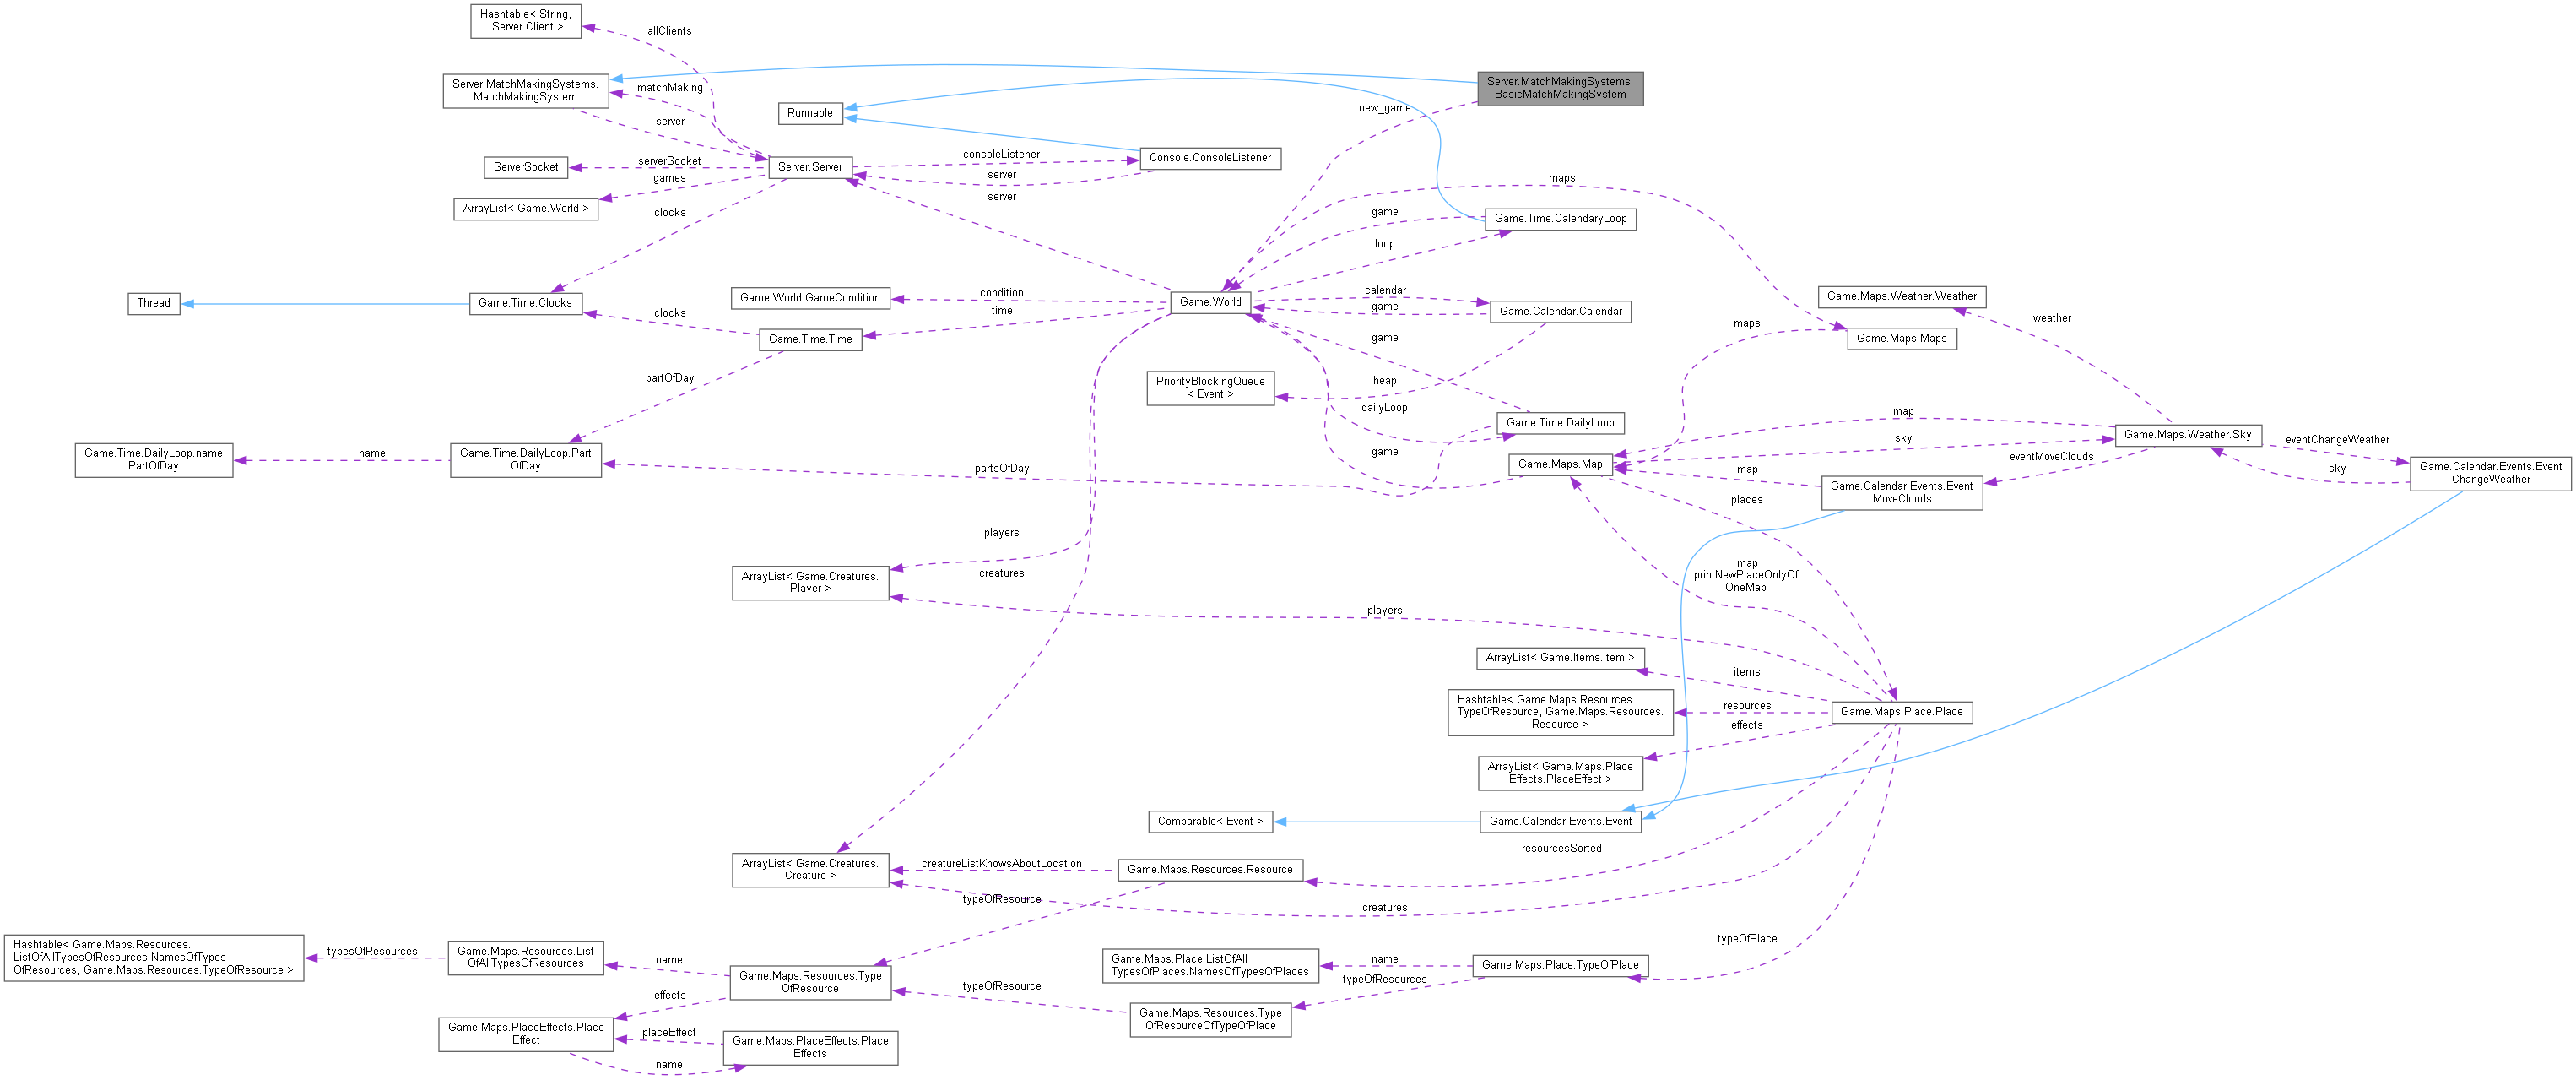 Hashtable< String,
Server.Client >
allClients
Server.MatchMakingSystems.
MatchMakingSystem
matchMaking
server
Server.MatchMakingSystems.
BasicMatchMakingSystem
new_game
Runnable
ServerSocket
serverSocket
games
Server.Server
consoleListener
server
Console.ConsoleListener
ArrayList< Game.World >
clocks
server
maps
game
loop
Game.Time.CalendaryLoop
Thread
Game.Time.Clocks
clocks
Game.World.GameCondition
condition
time
Game.World
calendar
game
Game.Calendar.Calendar
Game.Maps.Weather.Weather
weather
Game.Time.Time
game
maps
Game.Maps.Maps
partOfDay
PriorityBlockingQueue
< Event >
heap
dailyLoop
Game.Time.DailyLoop
map
sky
Game.Maps.Weather.Sky
eventChangeWeather
sky
Game.Calendar.Events.Event
ChangeWeather
Game.Time.DailyLoop.name
PartOfDay
name
Game.Time.DailyLoop.Part
OfDay
partsOfDay
game
Game.Maps.Map
eventMoveClouds
map
Game.Calendar.Events.Event
MoveClouds
places
players
map
printNewPlaceOnlyOf
OneMap
creatures
ArrayList< Game.Creatures.
Player >
players
ArrayList< Game.Items.Item >
items
Hashtable< Game.Maps.Resources.
TypeOfResource, Game.Maps.Resources.
Resource >
resources
effects
Game.Maps.Place.Place
ArrayList< Game.Maps.Place
Effects.PlaceEffect >
Comparable< Event >
Game.Calendar.Events.Event
resourcesSorted
ArrayList< Game.Creatures.
Creature >
creatureListKnowsAboutLocation
Game.Maps.Resources.Resource
typeOfResource
creatures
typeOfPlace
Hashtable< Game.Maps.Resources.
ListOfAllTypesOfResources.NamesOfTypes
OfResources, Game.Maps.Resources.TypeOfResource >
typesOfResources
Game.Maps.Resources.List
OfAllTypesOfResources
name
Game.Maps.Resources.Type
OfResource
effects
typeOfResource
Game.Maps.Place.ListOfAll
TypesOfPlaces.NamesOfTypesOfPlaces
name
Game.Maps.Place.TypeOfPlace
typeOfResources
Game.Maps.Resources.Type
OfResourceOfTypeOfPlace
Game.Maps.PlaceEffects.Place
Effect
placeEffect
name
Game.Maps.PlaceEffects.Place
Effects